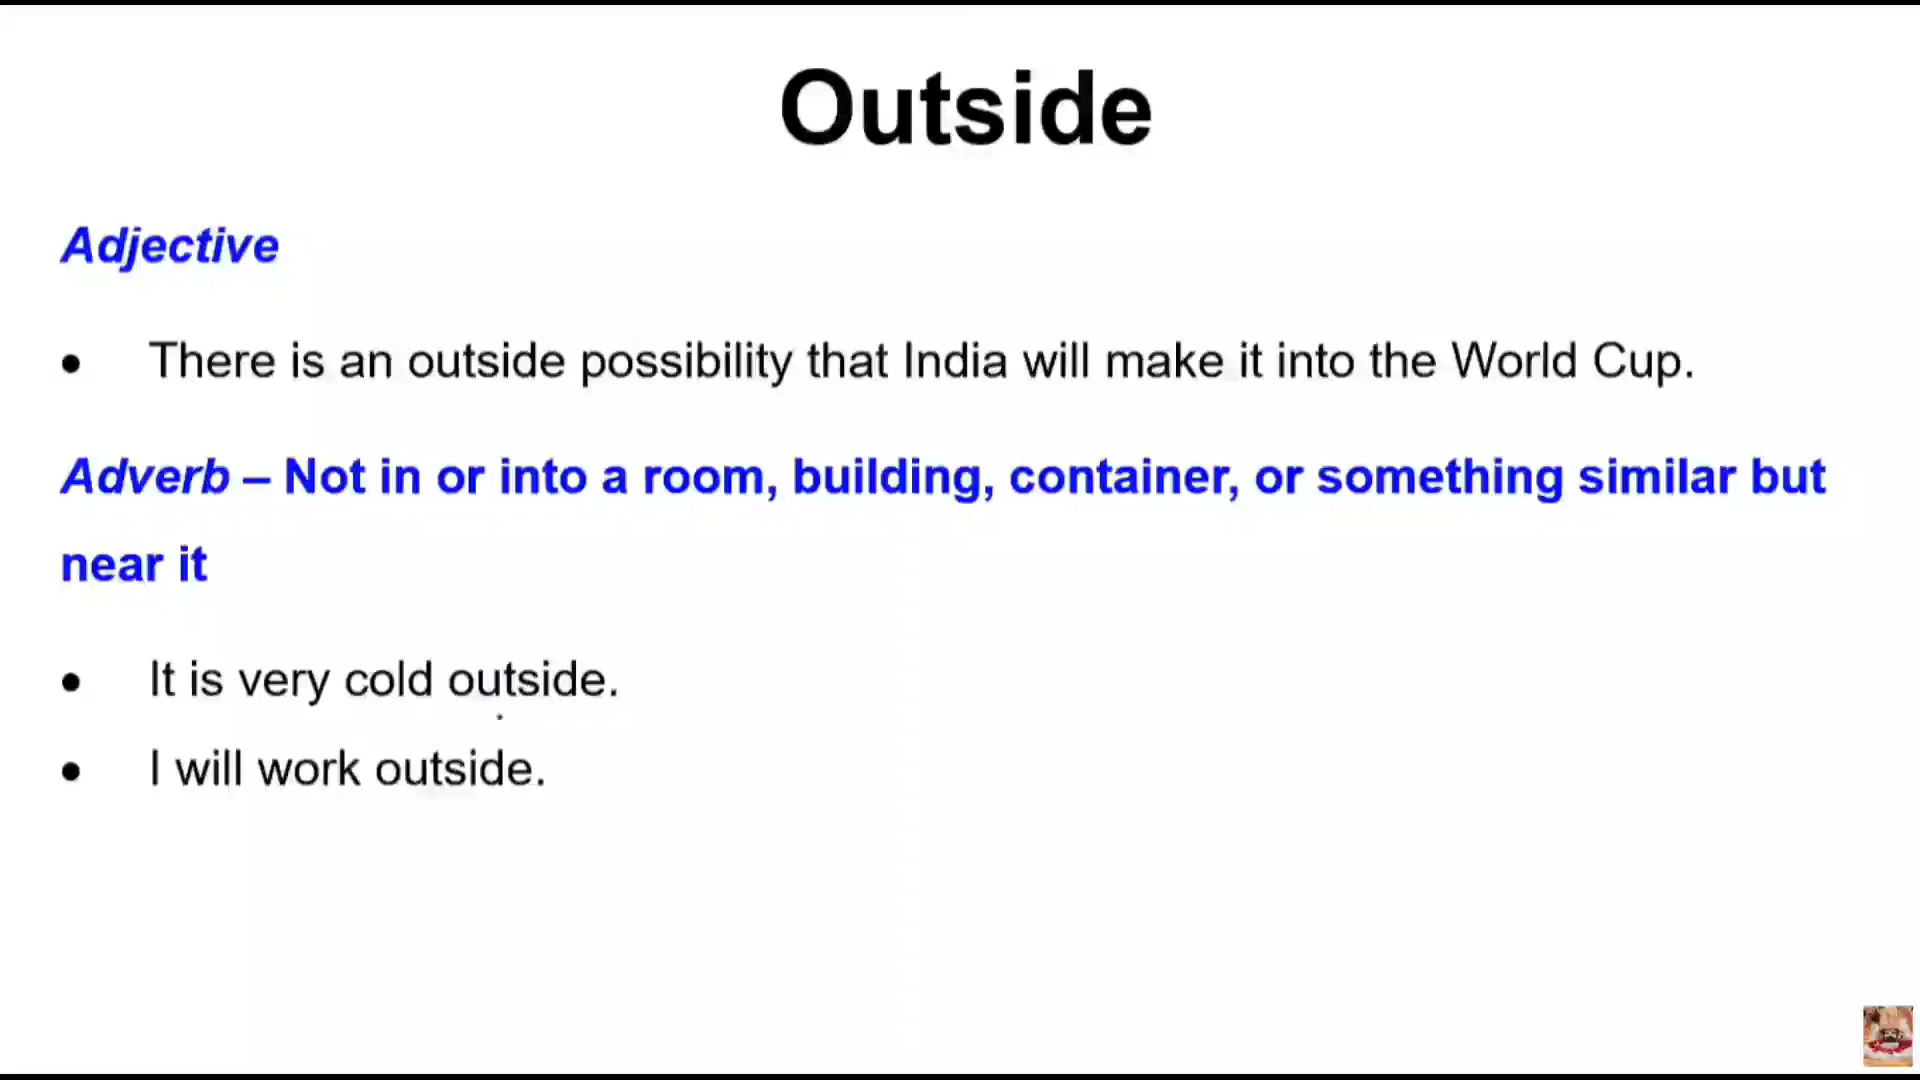 Outside
Adjective
• There is an outside possibility that India will make it into the World Cup.
Adverb – Not in or into a room, building, container, or something similar but
near it
• It is very cold outside.
• I will work outside.